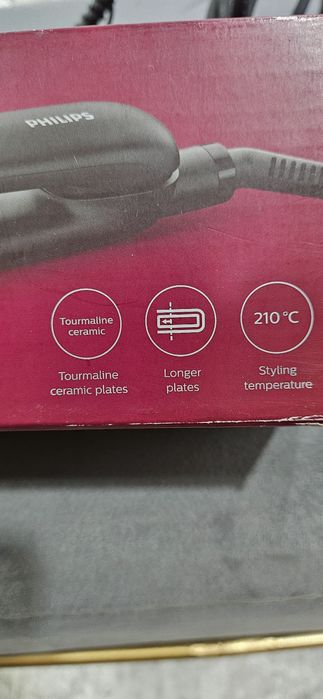 PHILIPS
Tourmaline
ceramic
Tourmaline
ceramic plates
Longer
plates
210 °C
Styling
temperature